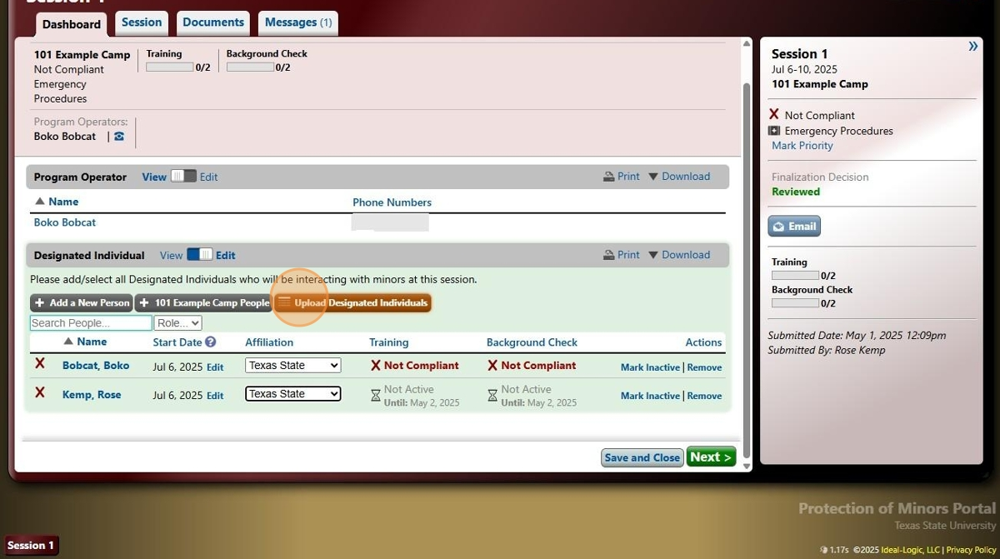 Dashboard
Session
Documents
Messages (1)
101 Example Camp
Not Compliant
Emergency
Procedures
Training
0/2
Background Check
0/2
Program Operators:
Boko Bobcat |
Program Operator View Edit Print Download
Name Phone Numbers
Boko Bobcat
Designated Individual View Edit Print Download
Please add/select all Designated Individuals who will be interacting with minors at this session.
+ Add a New Person + 101 Example Camp People Upload Designated Individuals
Search People... Role...
Name Start Date ? Affiliation Training Background Check Actions
Bobcat, Boko Jul 6, 2025 Edit Texas State Not Compliant Not Compliant Mark Inactive | Remove
Kemp, Rose Jul 6, 2025 Edit Texas State Not Active Not Active Mark Inactive | Remove
Until: May 2, 2025 Until: May 2, 2025
Save and Close Next >
»
Session 1
Jul 6-10, 2025
101 Example Camp
Not Compliant
Emergency Procedures
Mark Priority
Finalization Decision
Reviewed
Email
Training
0/2
Background Check
0/2
Submitted Date: May 1, 2025 12:09pm
Submitted By: Rose Kemp
Protection of Minors Portal
Texas State University
Session 1
1.17s ©2025 Ideal-Logic, LLC | Privacy Policy